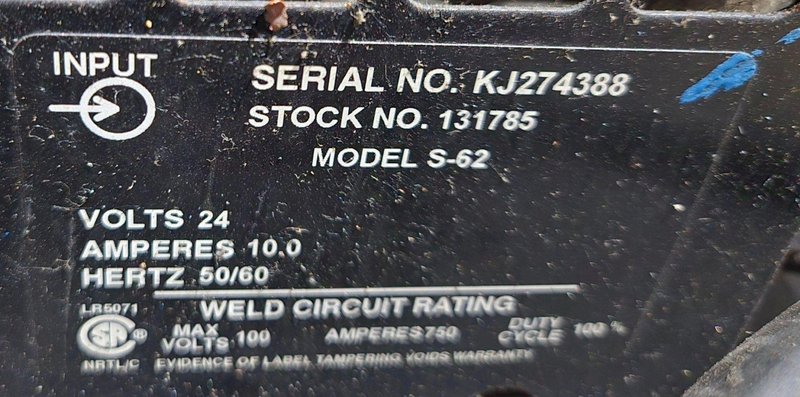 INPUT
SERIAL NO. KJ274388
STOCK NO. 131785
MODEL S-62
VOLTS 24
AMPERES 10.0
HERTZ 50/60
WELD CIRCUIT RATING
LR5071
SA ®
NRTL/C
MAX VOLTS 100 AMPERES 750 DUTY CYCLE 100 %
EVIDENCE OF LABEL TAMPERING VOIDS WARRANTY